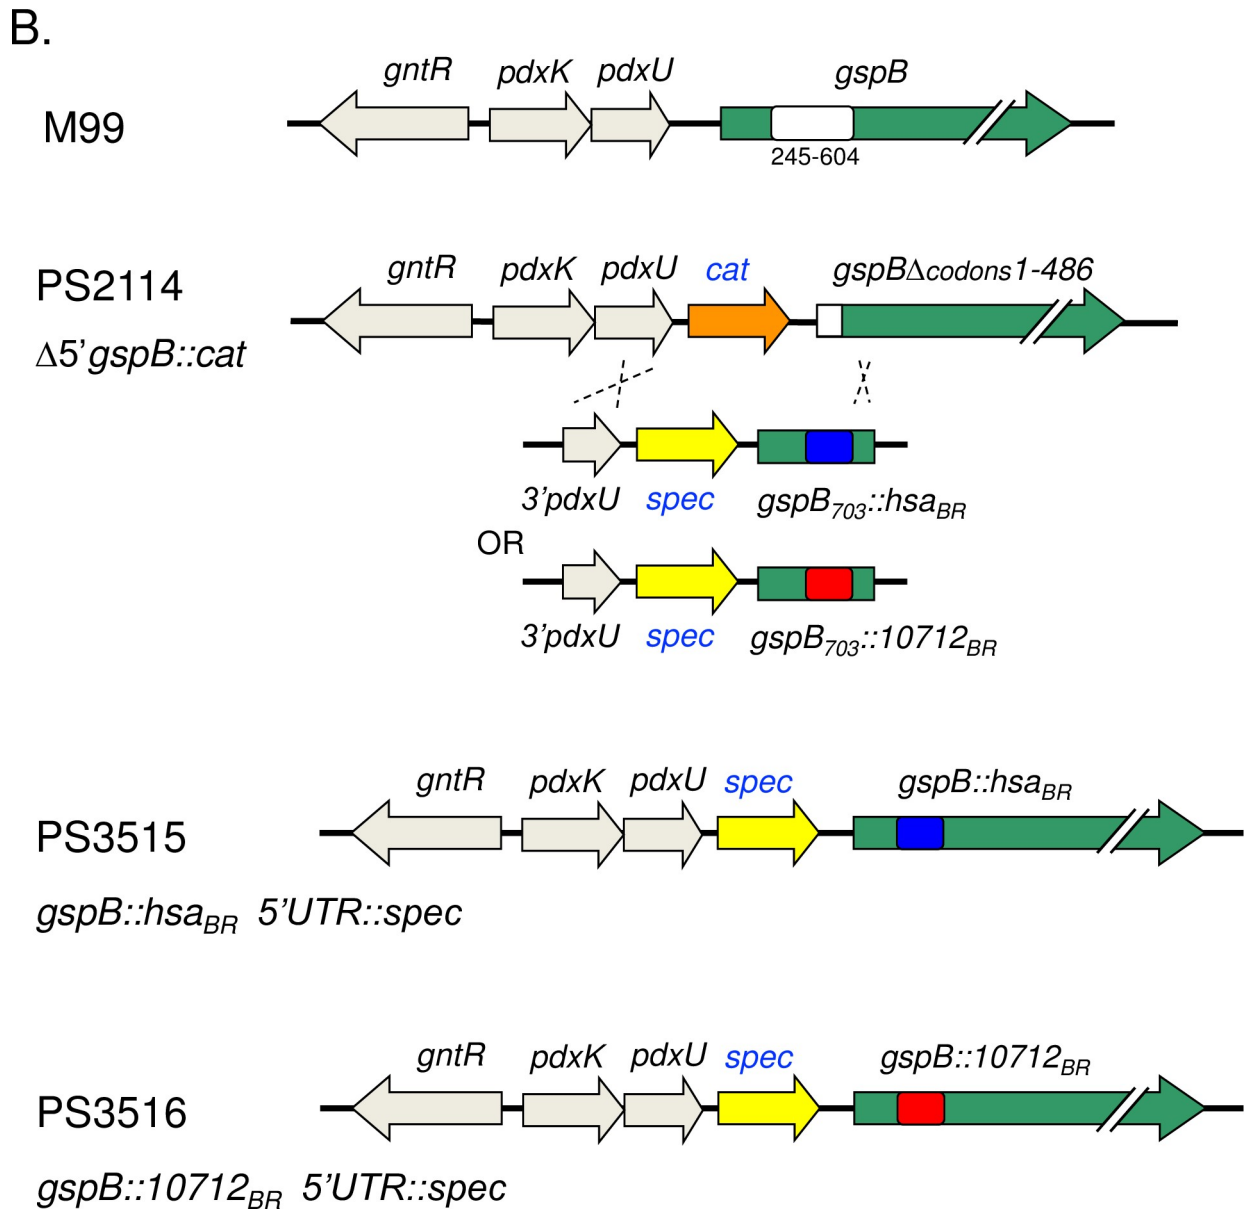 B.
gntR pdxK pdxU gspB
M99
245-604
gntR pdxK pdxU cat gspBΔcodons1-486
PS2114
Δ5’gspB::cat
3’pdxU spec gspB703::hsaBR
OR
3’pdxU spec gspB703::10712BR
gntR pdxK pdxU spec gspB::hsaBR
PS3515
gspB::hsaBR 5’UTR::spec
gntR pdxK pdxU spec gspB::10712BR
PS3516
gspB::10712BR 5’UTR::spec